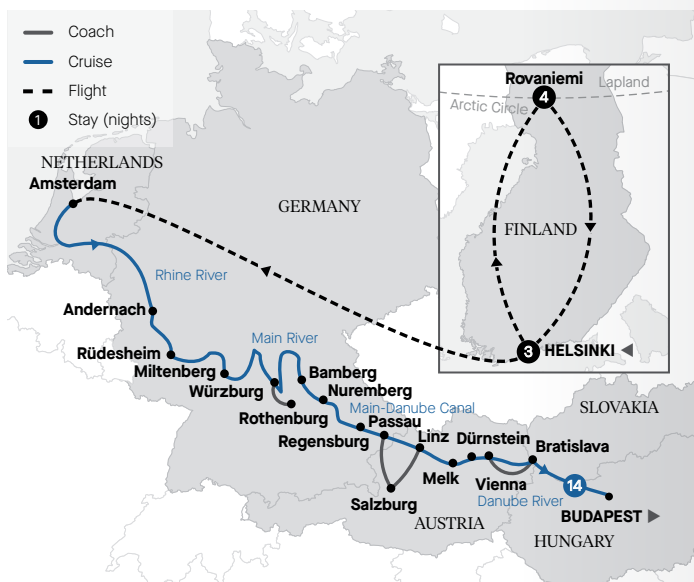 Coach
Cruise
Flight
1 Stay (nights)
Rovaniemi
Lapland
4
Arctic Circle
NETHERLANDS
Amsterdam
GERMANY
FINLAND
Rhine River
Andernach
Main River
3 HELSINKI
Rüdesheim
Miltenberg
Bamberg
Würzburg
Nuremberg
Rothenburg
Main-Danube Canal
SLOVAKIA
Passau
Regensburg
Linz
Dürnstein
Bratislava
Melk
Vienna
14
Salzburg
Danube River
AUSTRIA
BUDAPEST
HUNGARY